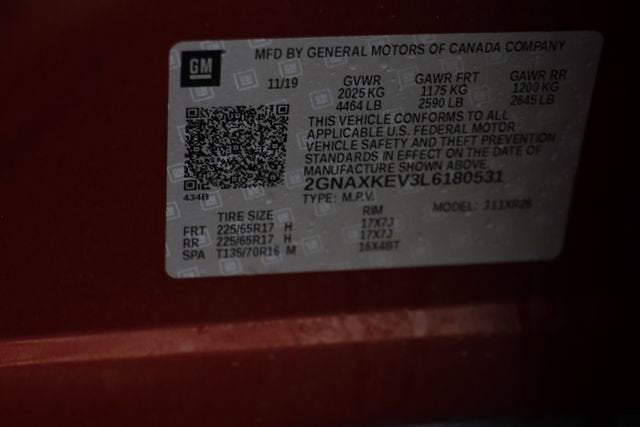 GM
MFD BY GENERAL MOTORS OF CANADA COMPANY
11/19 GVWR GAWR FRT GAWR RR
2025 KG 1175 KG 1200 KG
4464 LB 2590 LB 2645 LB
THIS VEHICLE CONFORMS TO ALL
APPLICABLE U.S. FEDERAL MOTOR
VEHICLE SAFETY AND THEFT PREVENTION
STANDARDS IN EFFECT ON THE DATE OF
MANUFACTURE SHOWN ABOVE.
434B
2GNAXKEV3L6180531
TYPE: M.P.V. MODEL: 311XR26
TIRE SIZE RIM
FRT 225/65R17 H 17X7J
RR 225/65R17 H 17X7J
SPA T135/70R16 M 16X4BT